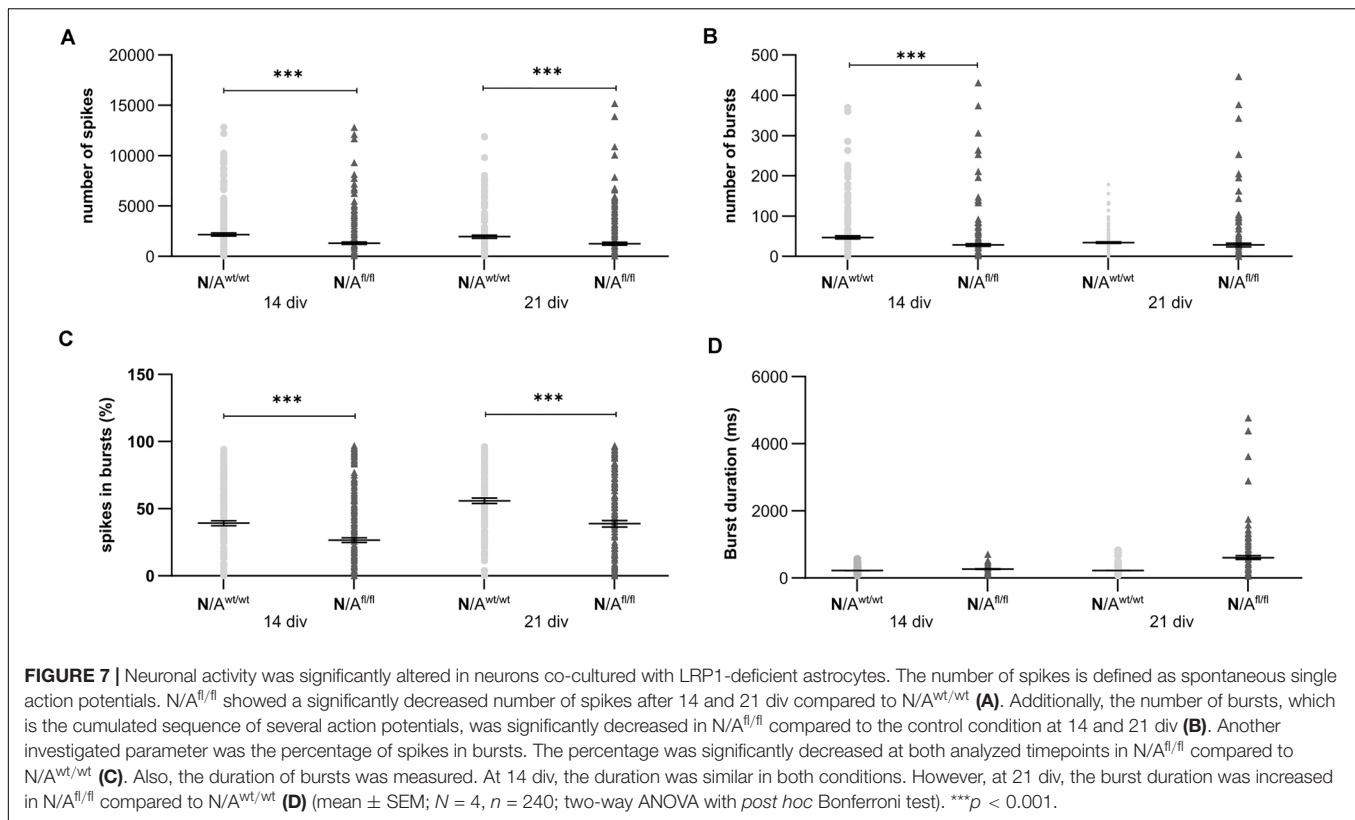 A
number of spikes
20000
15000
10000
5000
0
***
***
N/A^wt/wt N/A^fl/fl N/A^wt/wt N/A^fl/fl
14 div 21 div
B
number of bursts
500
400
300
200
100
0
***
N/A^wt/wt N/A^fl/fl N/A^wt/wt N/A^fl/fl
14 div 21 div
C
spikes in bursts (%)
150
100
50
0
***
***
N/A^wt/wt N/A^fl/fl N/A^wt/wt N/A^fl/fl
14 div 21 div
D
Burst duration (ms)
6000
4000
2000
0
N/A^wt/wt N/A^fl/fl N/A^wt/wt N/A^fl/fl
14 div 21 div
FIGURE 7 | Neuronal activity was significantly altered in neurons co-cultured with LRP1-deficient astrocytes. The number of spikes is defined as spontaneous single
action potentials. N/A^fl/fl showed a significantly decreased number of spikes after 14 and 21 div compared to N/A^wt/wt (A). Additionally, the number of bursts, which
is the cumulated sequence of several action potentials, was significantly decreased in N/A^fl/fl compared to the control condition at 14 and 21 div (B). Another
investigated parameter was the percentage of spikes in bursts. The percentage was significantly decreased at both analyzed timepoints in N/A^fl/fl compared to
N/A^wt/wt (C). Also, the duration of bursts was measured. At 14 div, the duration was similar in both conditions. However, at 21 div, the burst duration was increased
in N/A^fl/fl compared to N/A^wt/wt (D) (mean ± SEM; N = 4, n = 240; two-way ANOVA with post hoc Bonferroni test). ***p < 0.001.